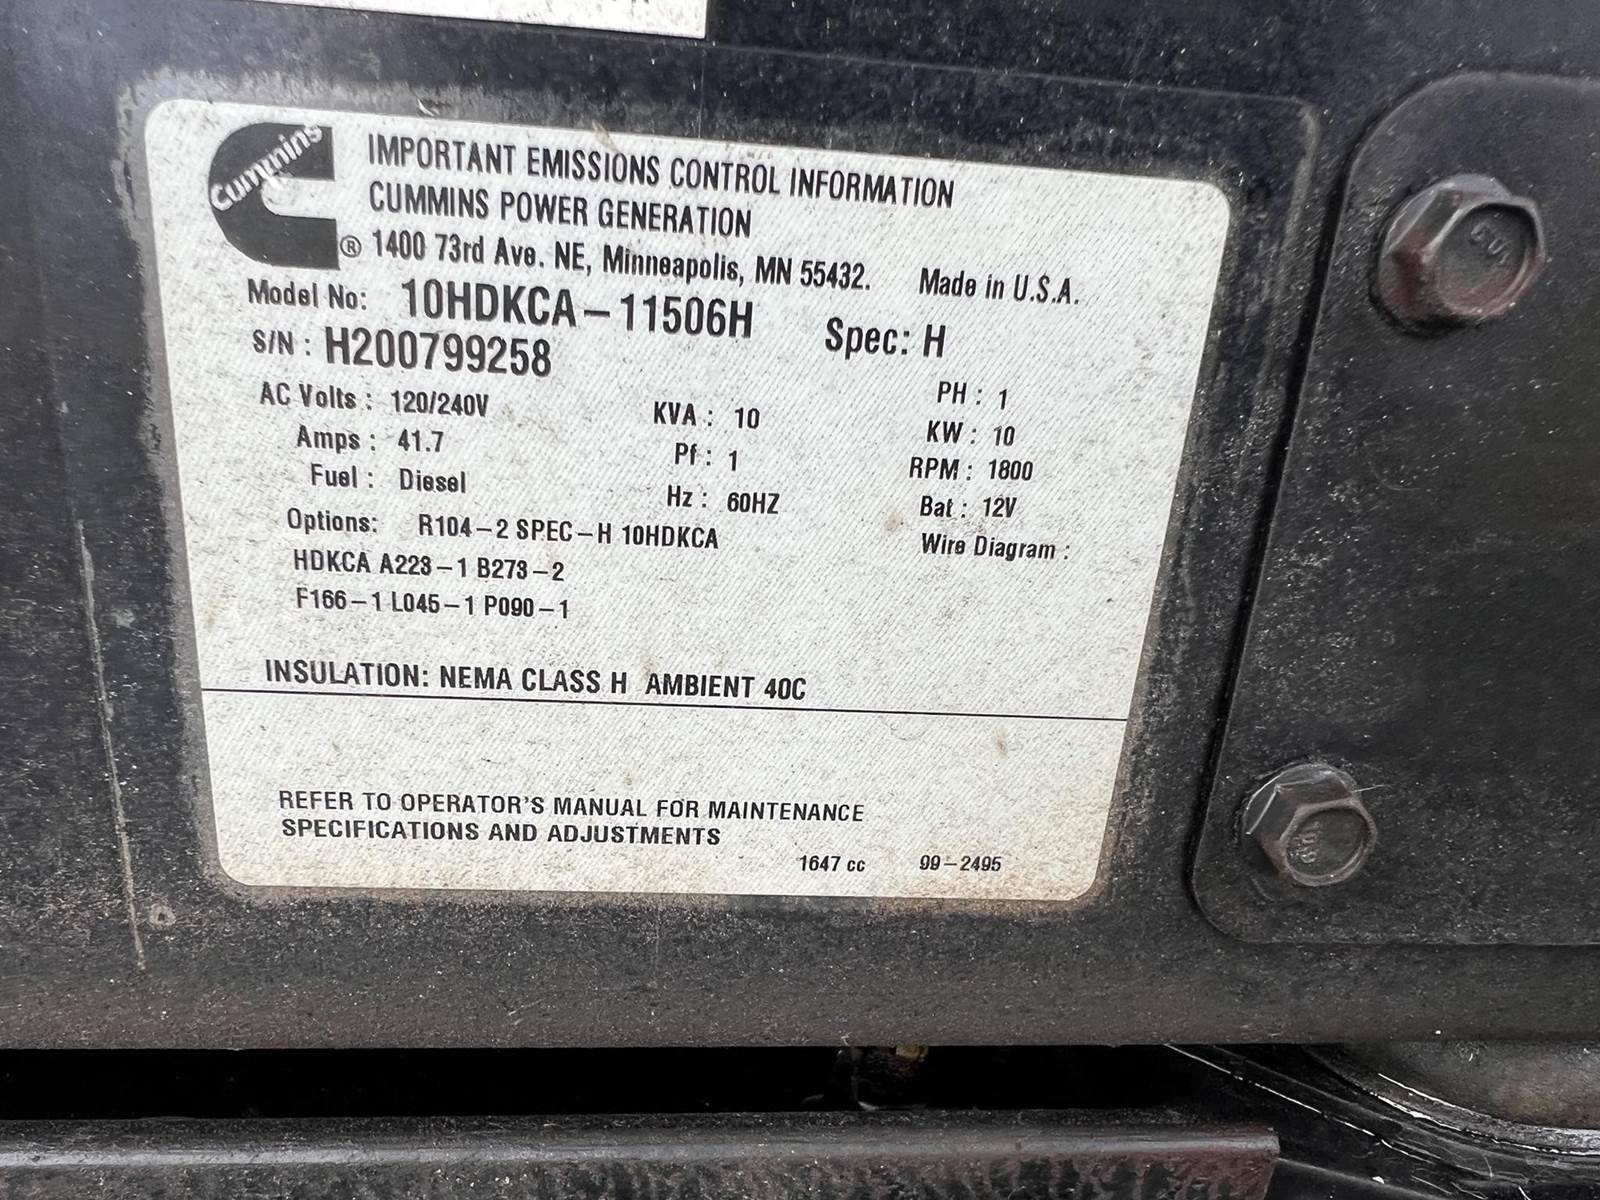 Cummins
IMPORTANT EMISSIONS CONTROL INFORMATION
CUMMINS POWER GENERATION
® 1400 73rd Ave. NE, Minneapolis, MN 55432. Made in U.S.A.
Model No: 10HDKCA-11506H Spec: H
S/N : H200799258
AC Volts : 120/240V KVA : 10 PH : 1
Amps : 41.7 Pf : 1 KW : 10
Fuel : Diesel Hz : 60HZ RPM : 1800
Bat : 12V
Options: R104-2 SPEC-H 10HDKCA Wire Diagram :
HDKCA A223-1 B273-2
F166-1 L045-1 P090-1
INSULATION: NEMA CLASS H AMBIENT 40C
REFER TO OPERATOR'S MANUAL FOR MAINTENANCE
SPECIFICATIONS AND ADJUSTMENTS
1647 cc 99-2495